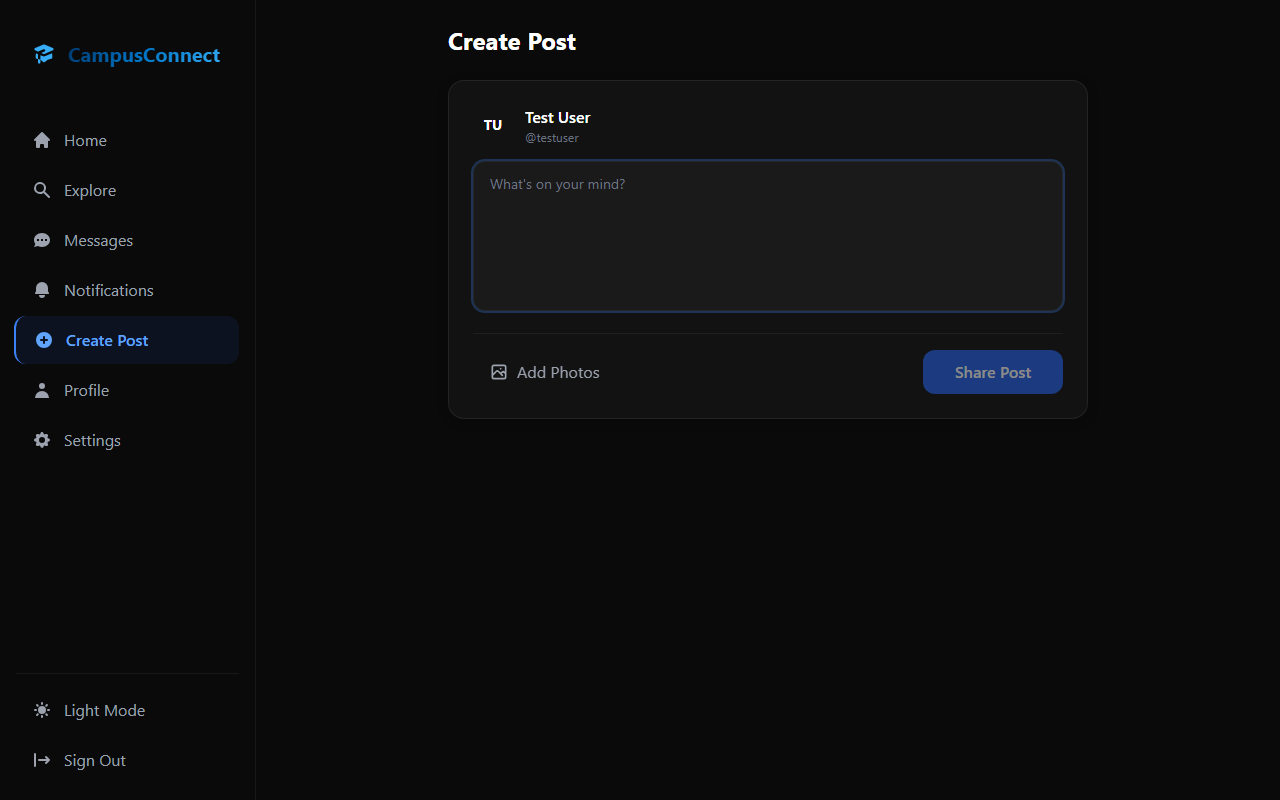 CampusConnect
Home
Explore
Messages
Notifications
Create Post
Profile
Settings
Light Mode
Sign Out
Create Post
TU
Test User
@testuser
What's on your mind?
Add Photos
Share Post